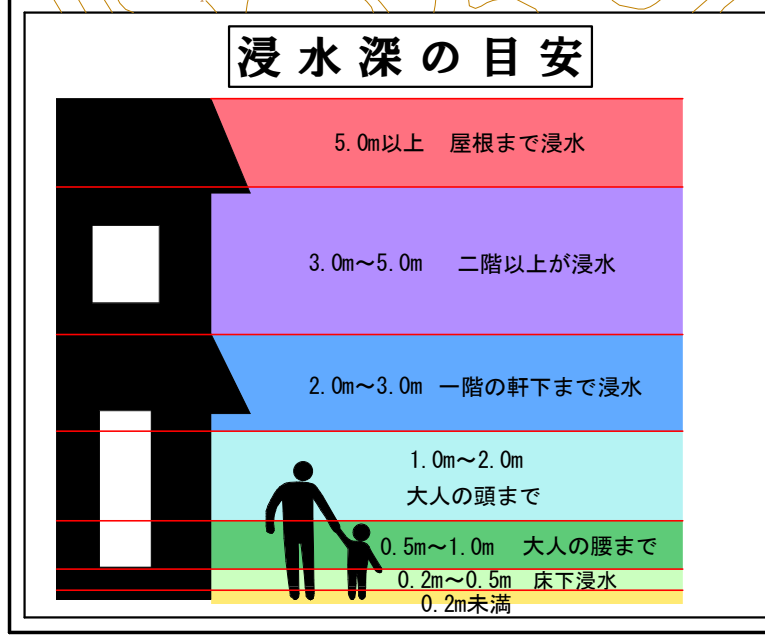 浸水深の目安
5.0m以上 屋根まで浸水
3.0m～5.0m 二階以上が浸水
2.0m～3.0m 一階の軒下まで浸水
1.0m～2.0m
大人の頭まで
0.5m～1.0m 大人の腰まで
0.2m～0.5m 床下浸水
0.2m未満